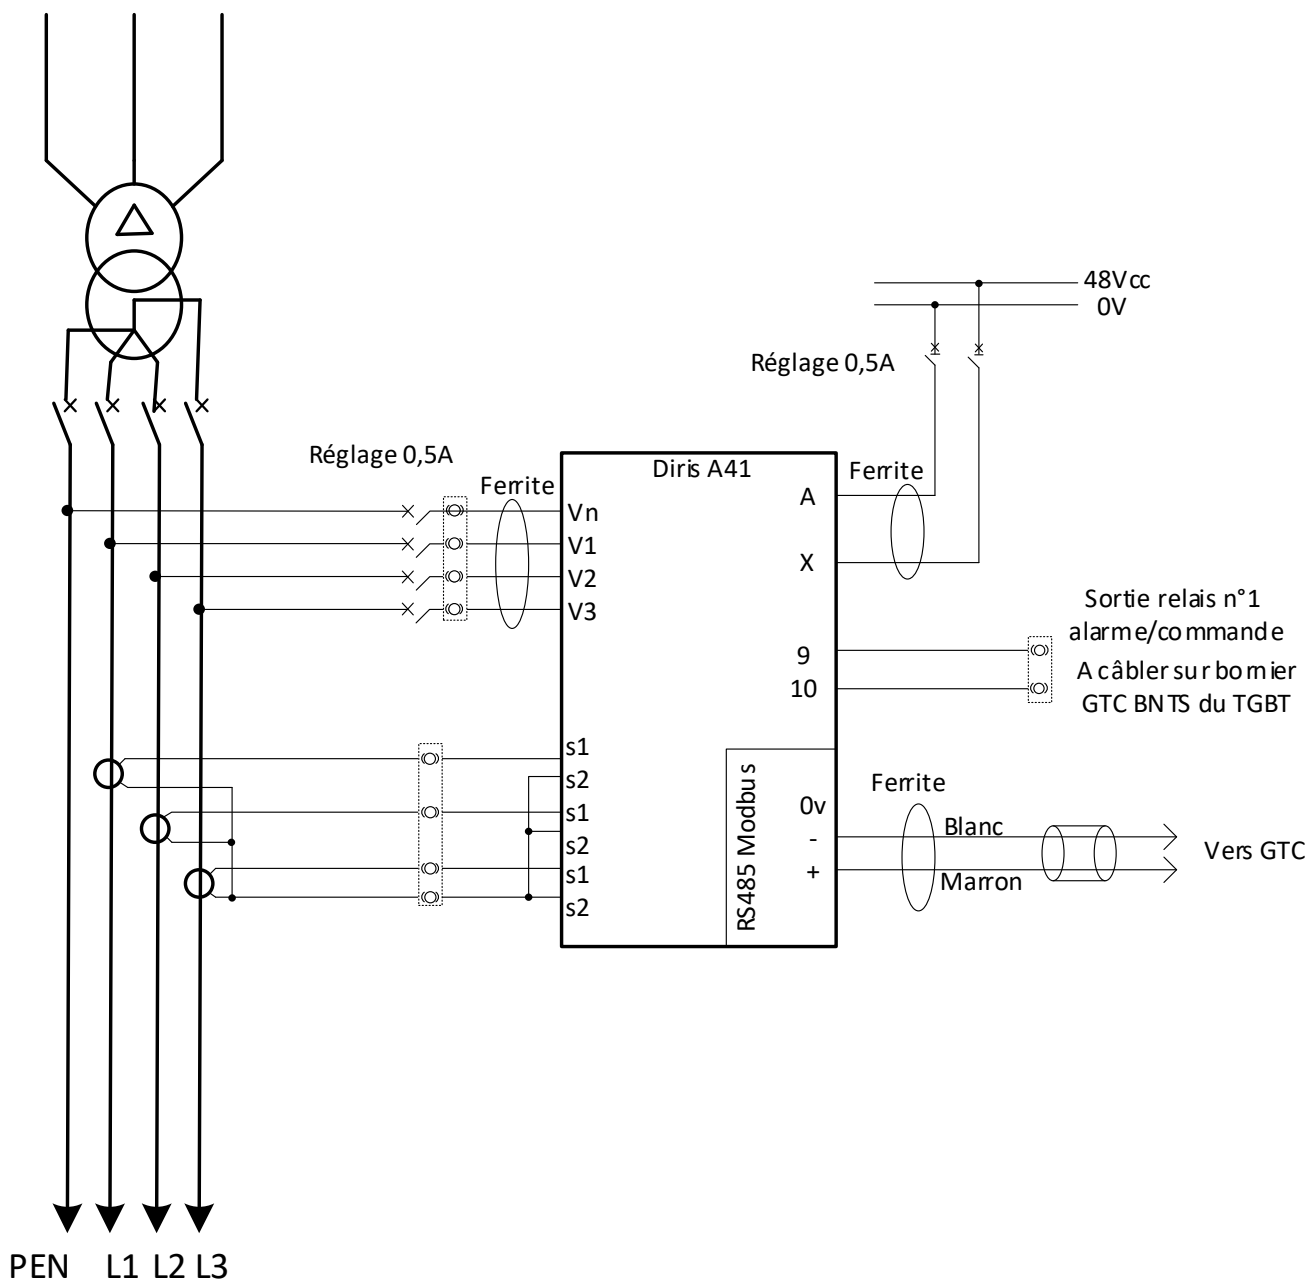 48Vcc
0V
Réglage 0,5A
Réglage 0,5A
Ferrite
Diris A41
Ferrite
Vn
V1
V2
V3
A
X
9
10
Sortie relais n°1
alarme/commande
A câbler sur bornier
GTC BNTS du TGBT
s1
s2
s1
s2
s1
s2
RS485 Modbus
0v
-
+
Ferrite
Blanc
Marron
Vers GTC
PEN L1 L2 L3